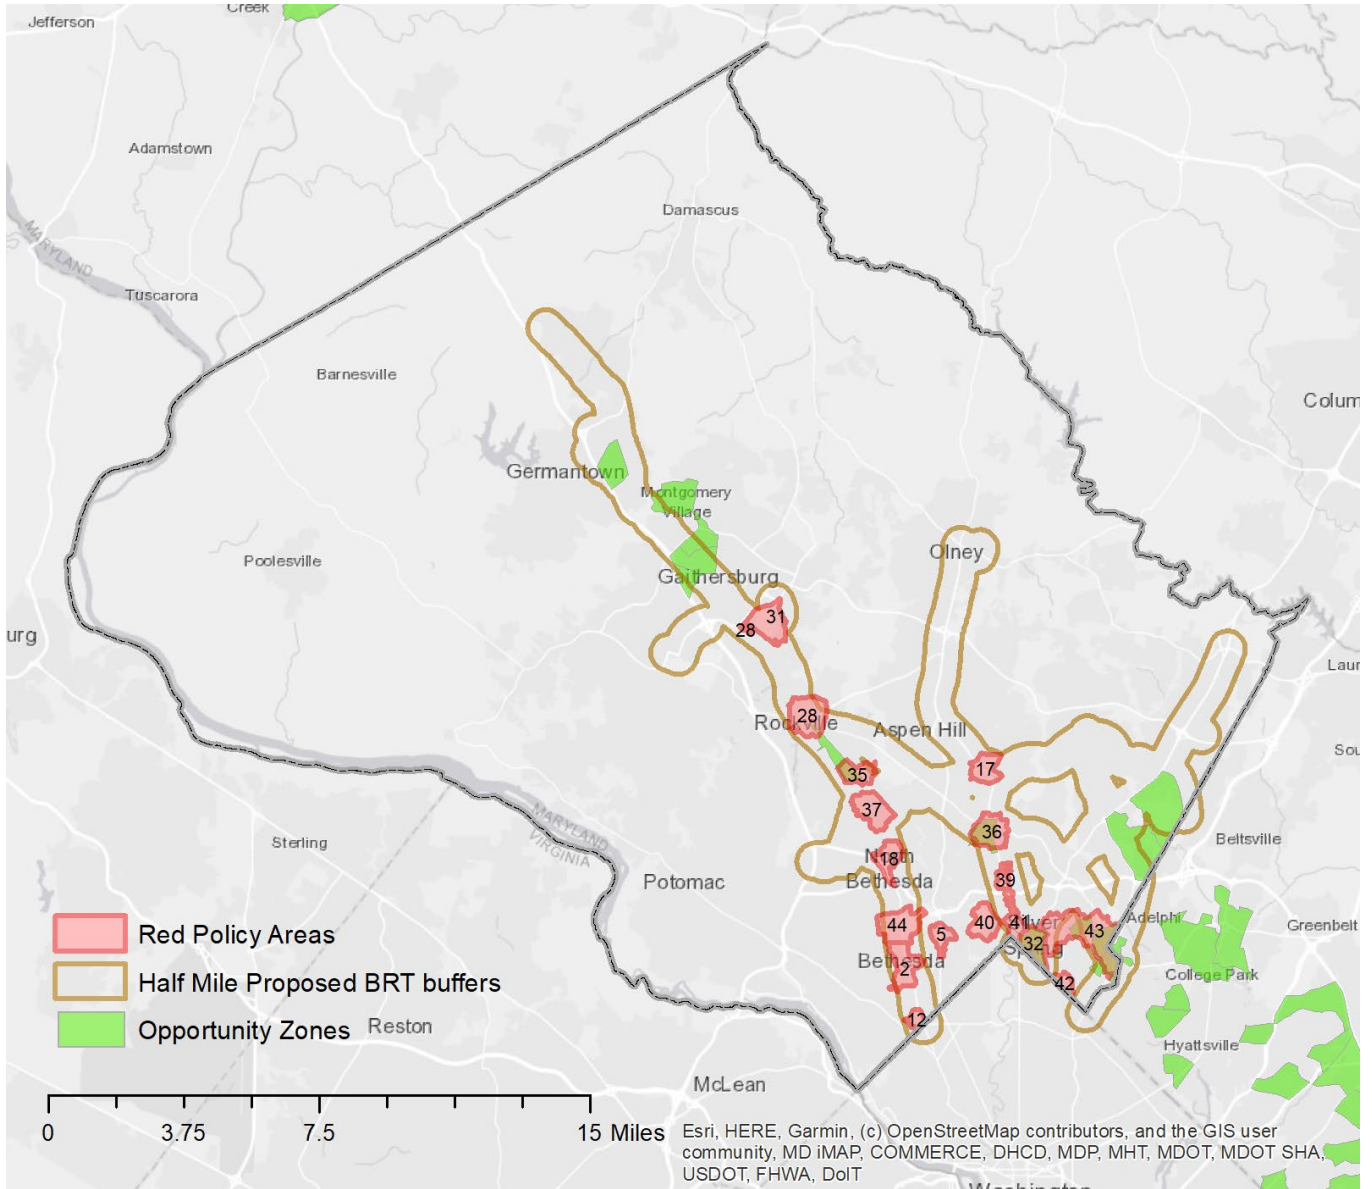 Creek
Jefferson
Adamstown
Damascus
MARYLAND
Tuscarora
Barnesville
Colum
Germantown
Montgomery
Village
Olney
Poolesville
Gaithersburg
31
28
urg
Laur
28
Rockville
Aspen Hill
Sou
17
35
37
MARYLAND
VIRGINIA
36
Beltsville
Sterling
North
18
Bethesda
39
Potomac
Adelphi
Greenbelt
44
40
41
Silver
43
5
32
Spring
Bethesda
2
College Park
42
12
Hyattsville
Red Policy Areas
Half Mile Proposed BRT buffers
Opportunity Zones
Reston
McLean
0
3.75
7.5
15 Miles
Esri, HERE, Garmin, (c) OpenStreetMap contributors, and the GIS user
community, MD iMAP, COMMERCE, DHCD, MDP, MHT, MDOT, MDOT SHA,
USDOT, FHWA, DoIT
Washington